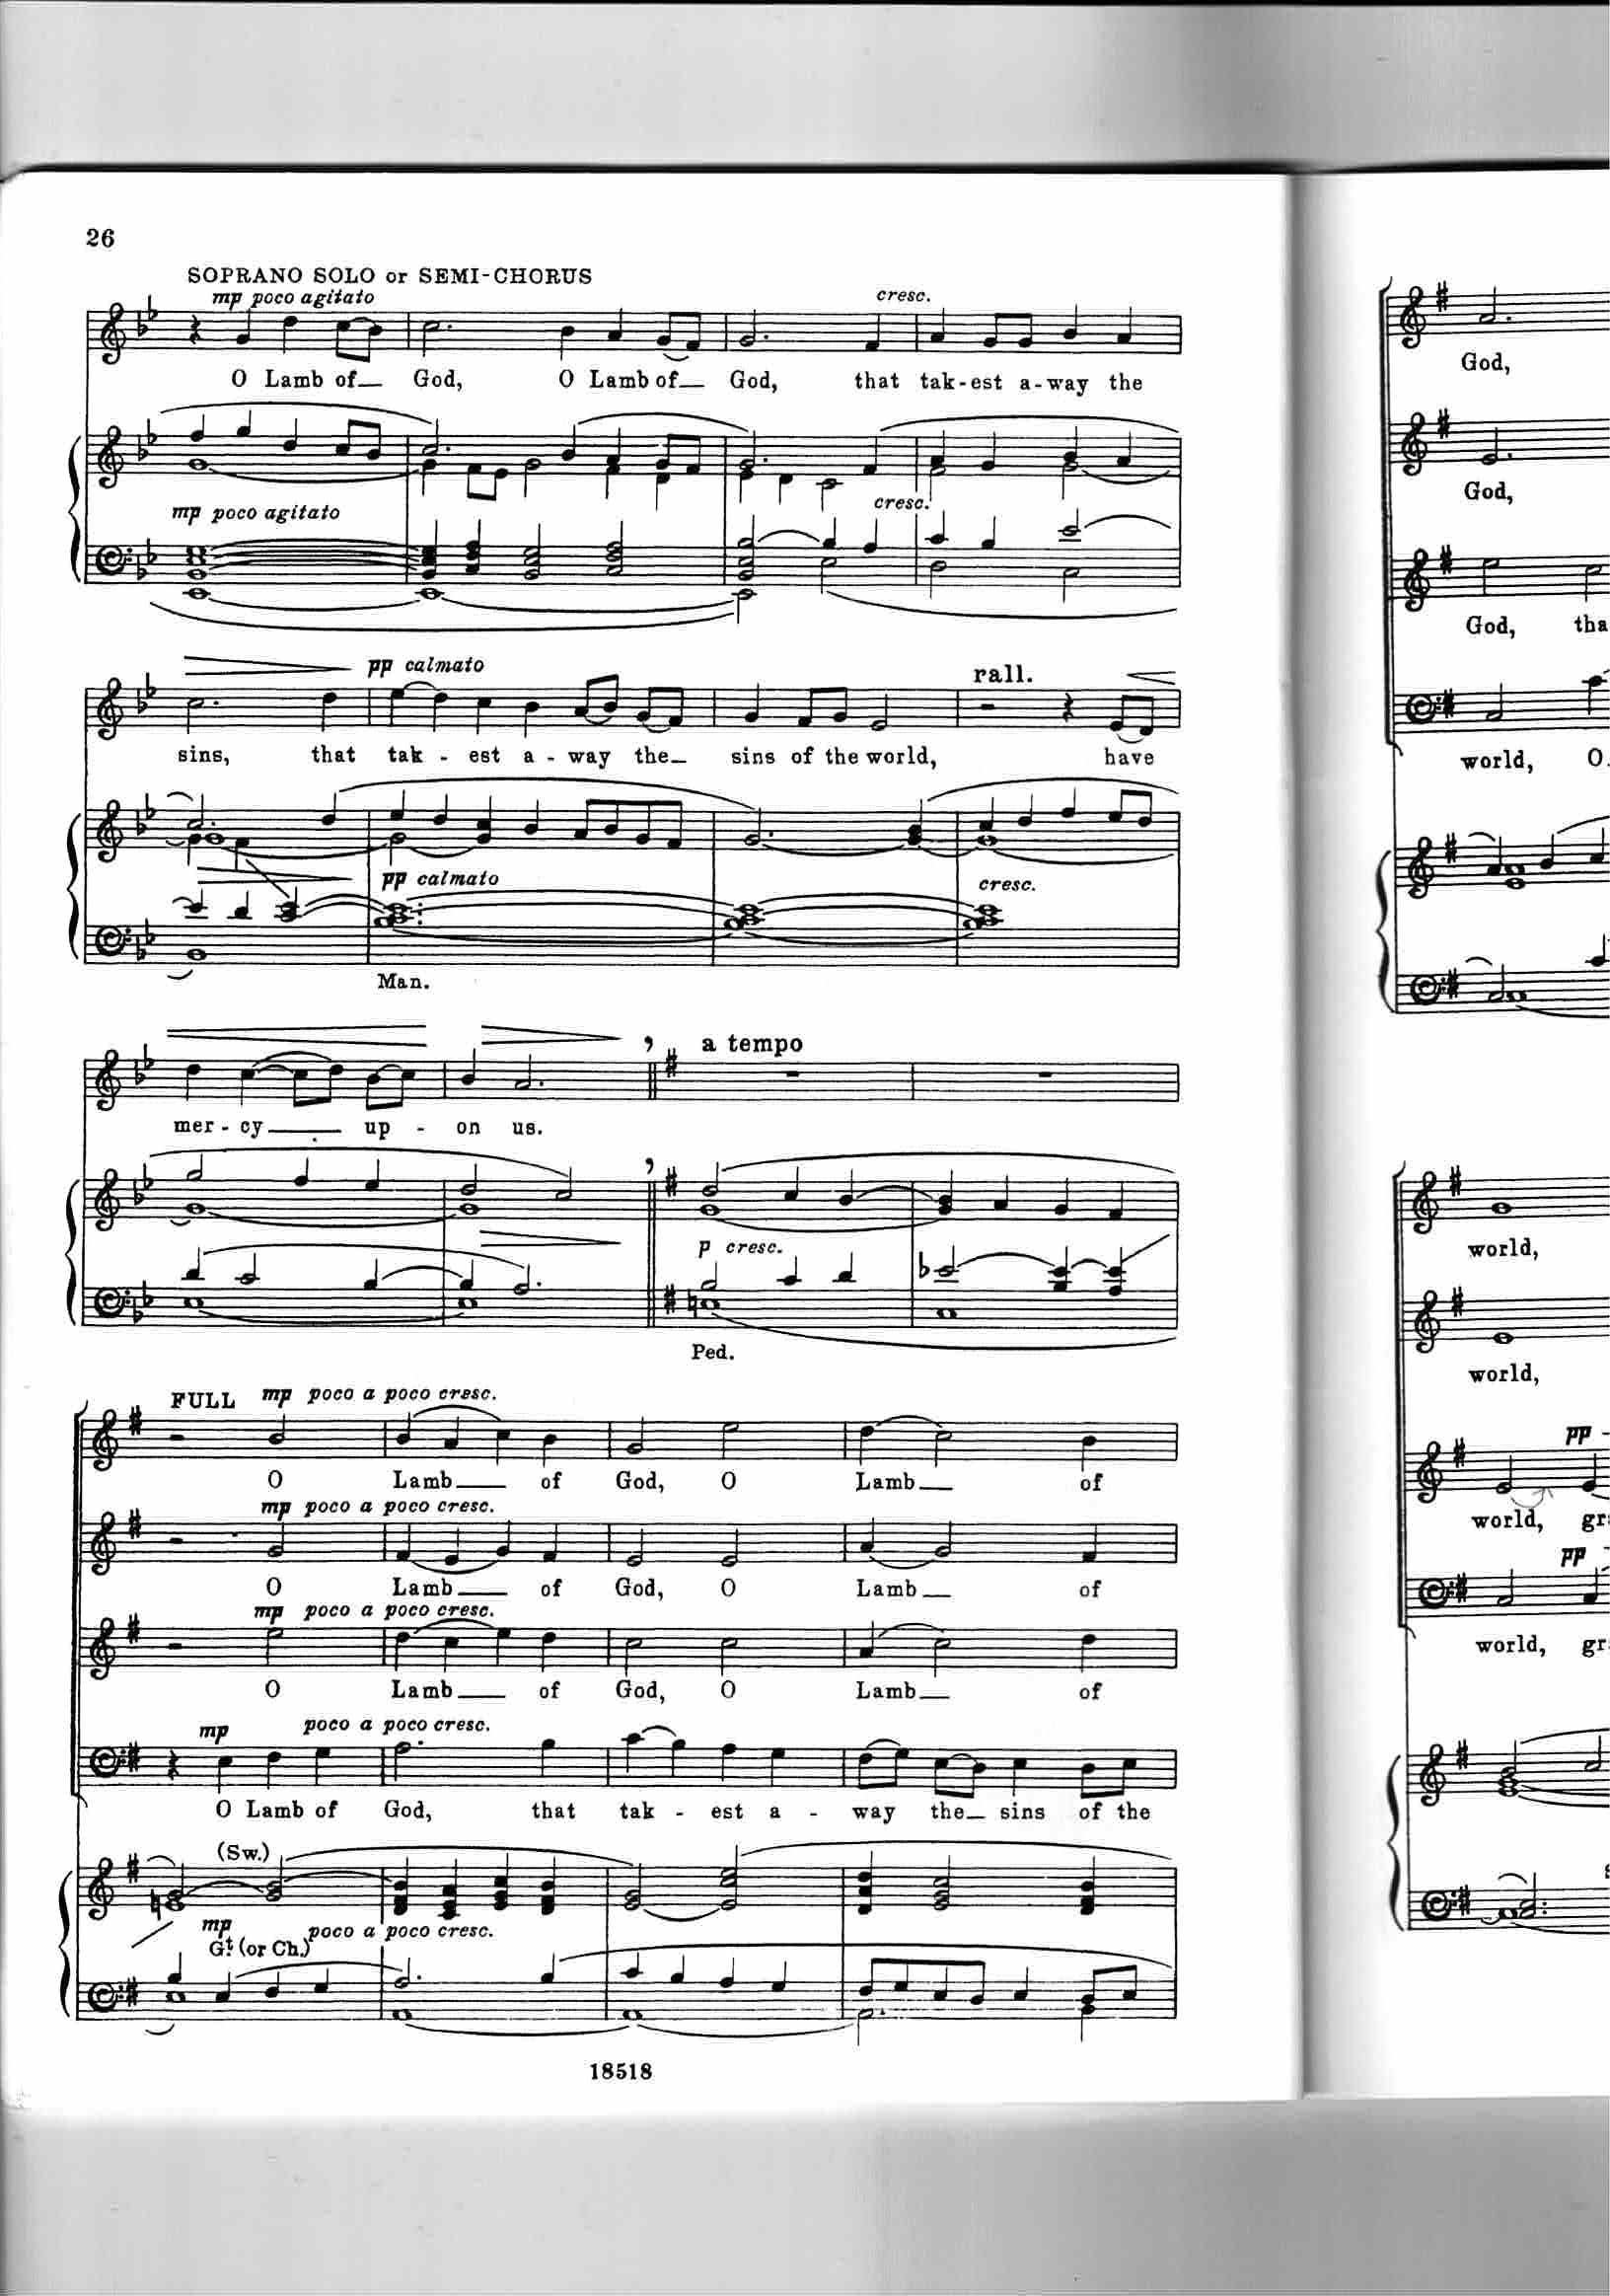 26
SOPRANO SOLO or SEMI-CHORUS
mp poco agitato
cresc.
O Lamb of God, O Lamb of God, that tak-est a-way the
mp poco agitato
cresc.
pp calmato
rall.
sins, that tak - est a - way the sins of the world, have
pp calmato
cresc.
Man.
a tempo
mer - cy up - on us.
p cresc.
Ped.
FULL mp poco a poco cresc.
O Lamb of God, O Lamb of
mp poco a poco cresc.
O Lamb of God, O Lamb of
mp poco a poco cresc.
O Lamb of God, O Lamb of
mp poco a poco cresc.
O Lamb of God, that tak - est a - way the sins of the
(Sw.)
mp poco a poco cresc.
Gt. (or Ch.)
18518
God,
God,
God, tha
world, O
world,
world,
pp
world, gr
pp
world, gr